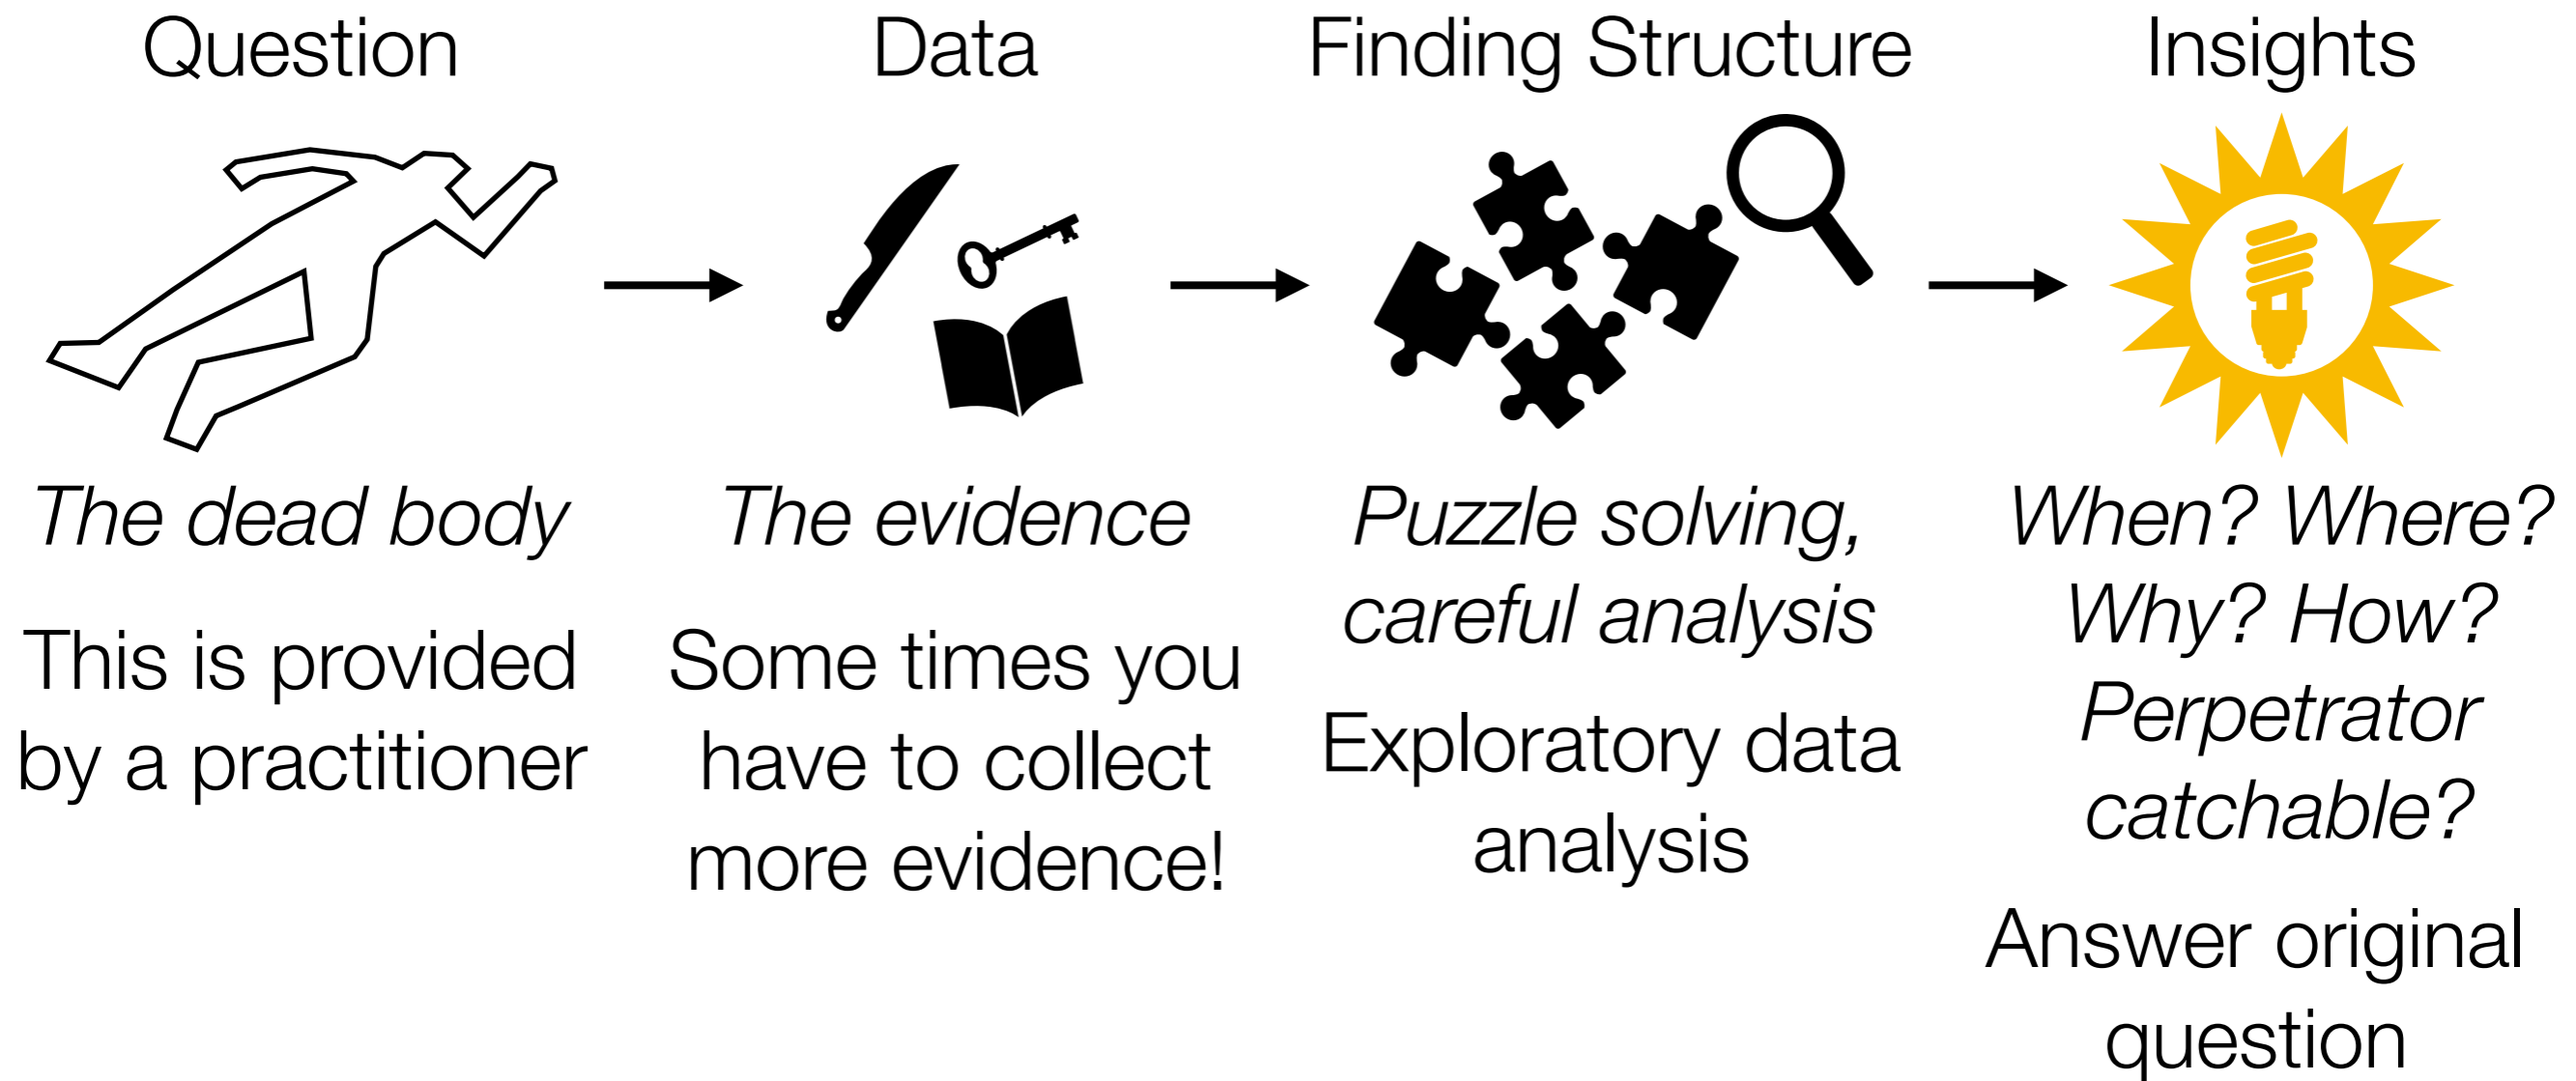 Question
The dead body
This is provided
by a practitioner
Data
The evidence
Some times you
have to collect
more evidence!
Finding Structure
Puzzle solving,
careful analysis
Exploratory data
analysis
Insights
When? Where?
Why? How?
Perpetrator
catchable?
Answer original
question